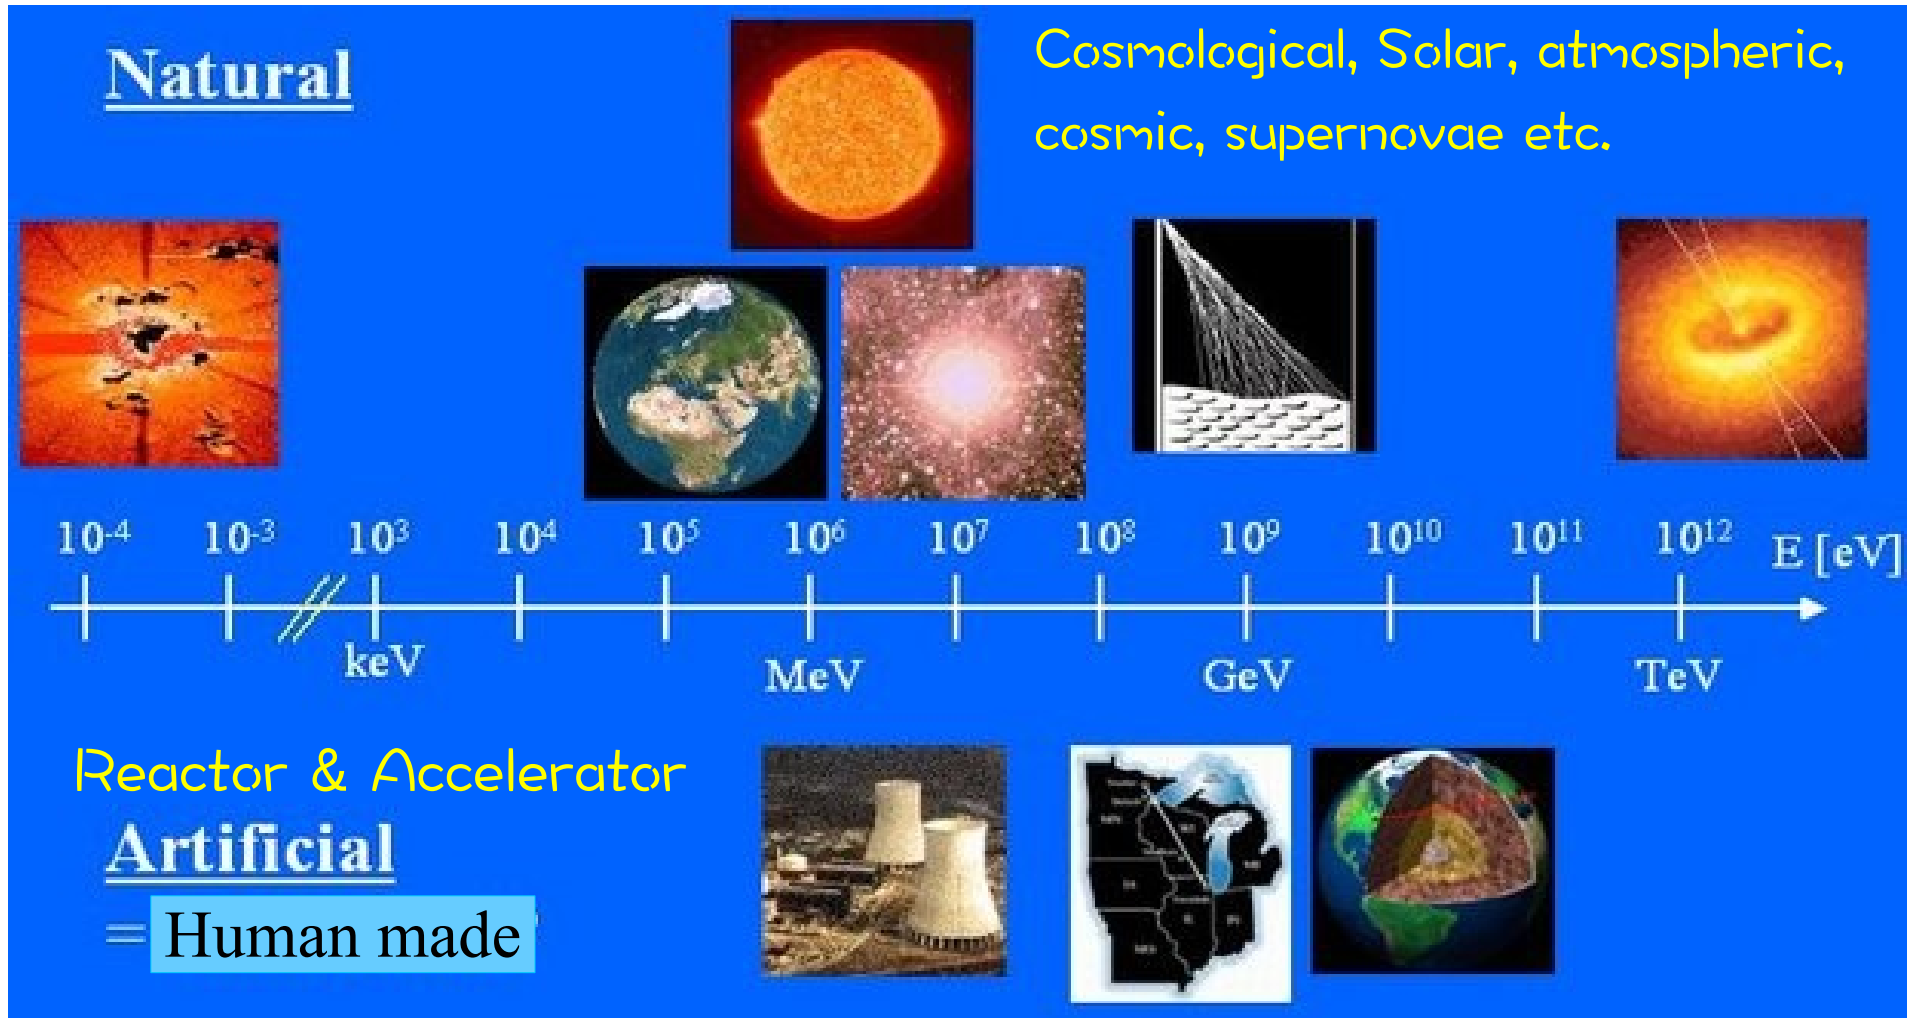 Natural
Cosmological, Solar, atmospheric,
cosmic, supernovae etc.
10⁻⁴ 10⁻³ 10³ 10⁴ 10⁵ 10⁶ 10⁷ 10⁸ 10⁹ 10¹⁰ 10¹¹ 10¹² E [eV]
keV MeV GeV TeV
Reactor & Accelerator
Artificial
= Human made